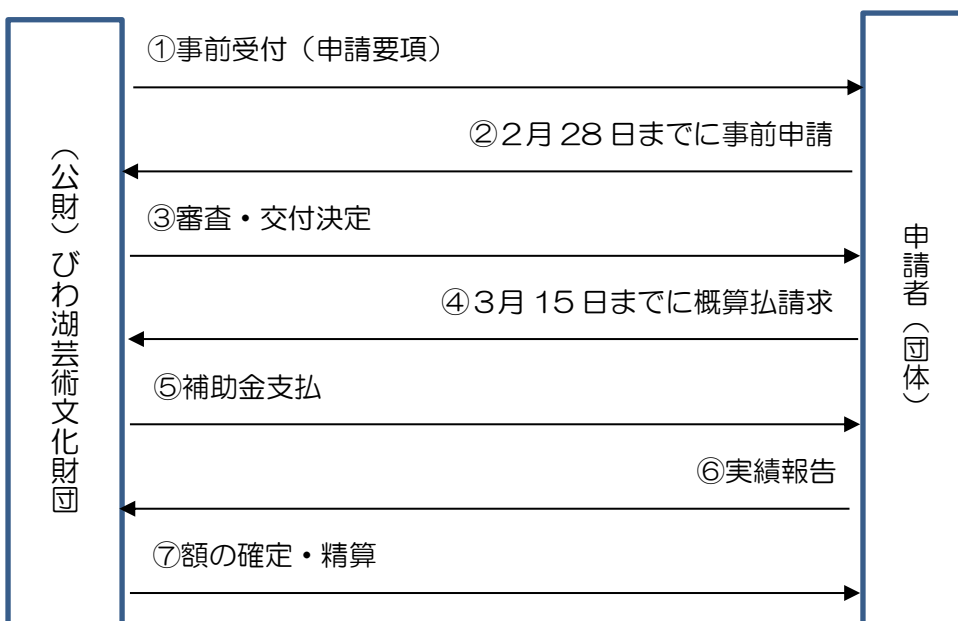 ①事前受付（申請要項）
②２月28日までに事前申請
③審査・交付決定
④３月15日までに概算払請求
⑤補助金支払
⑥実績報告
⑦額の確定・精算
（公財）びわ湖芸術文化財団
申請者（団体）